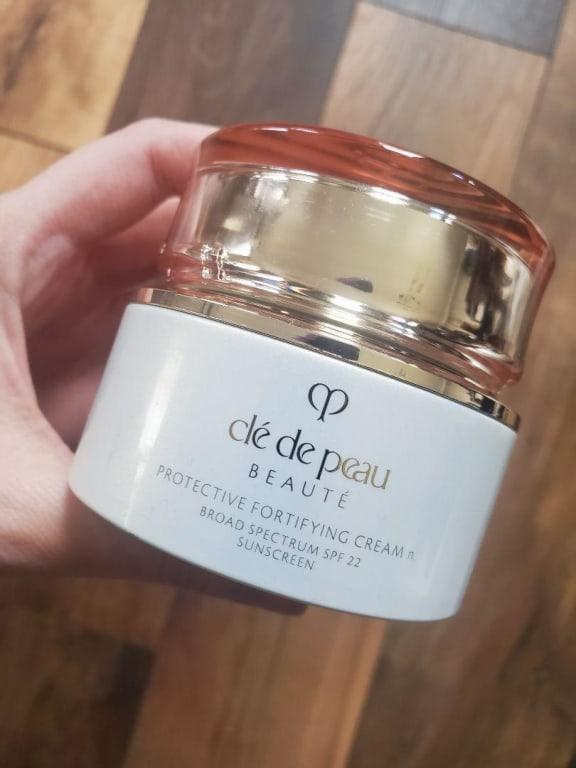 clé de peau
BEAUTÉ
PROTECTIVE FORTIFYING CREAM n
BROAD SPECTRUM SPF 22
SUNSCREEN